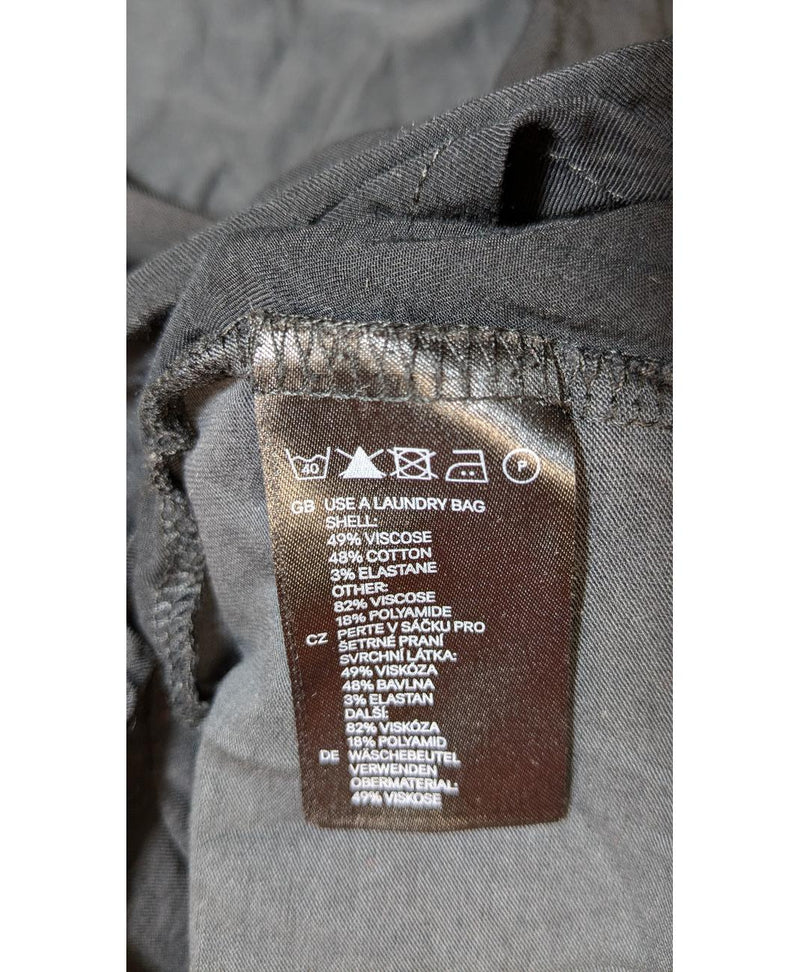 40 P
GB USE A LAUNDRY BAG
SHELL:
49% VISCOSE
48% COTTON
3% ELASTANE
OTHER:
82% VISCOSE
18% POLYAMIDE
CZ PERTE V SÁČKU PRO
ŠETRNÉ PRANÍ
SVRCHNÍ LÁTKA:
49% VISKÓZA
48% BAVLNA
3% ELASTAN
DALŠÍ:
82% VISKÓZA
18% POLYAMID
DE WÄSCHEBEUTEL
VERWENDEN
OBERMATERIAL:
49% VISKOSE